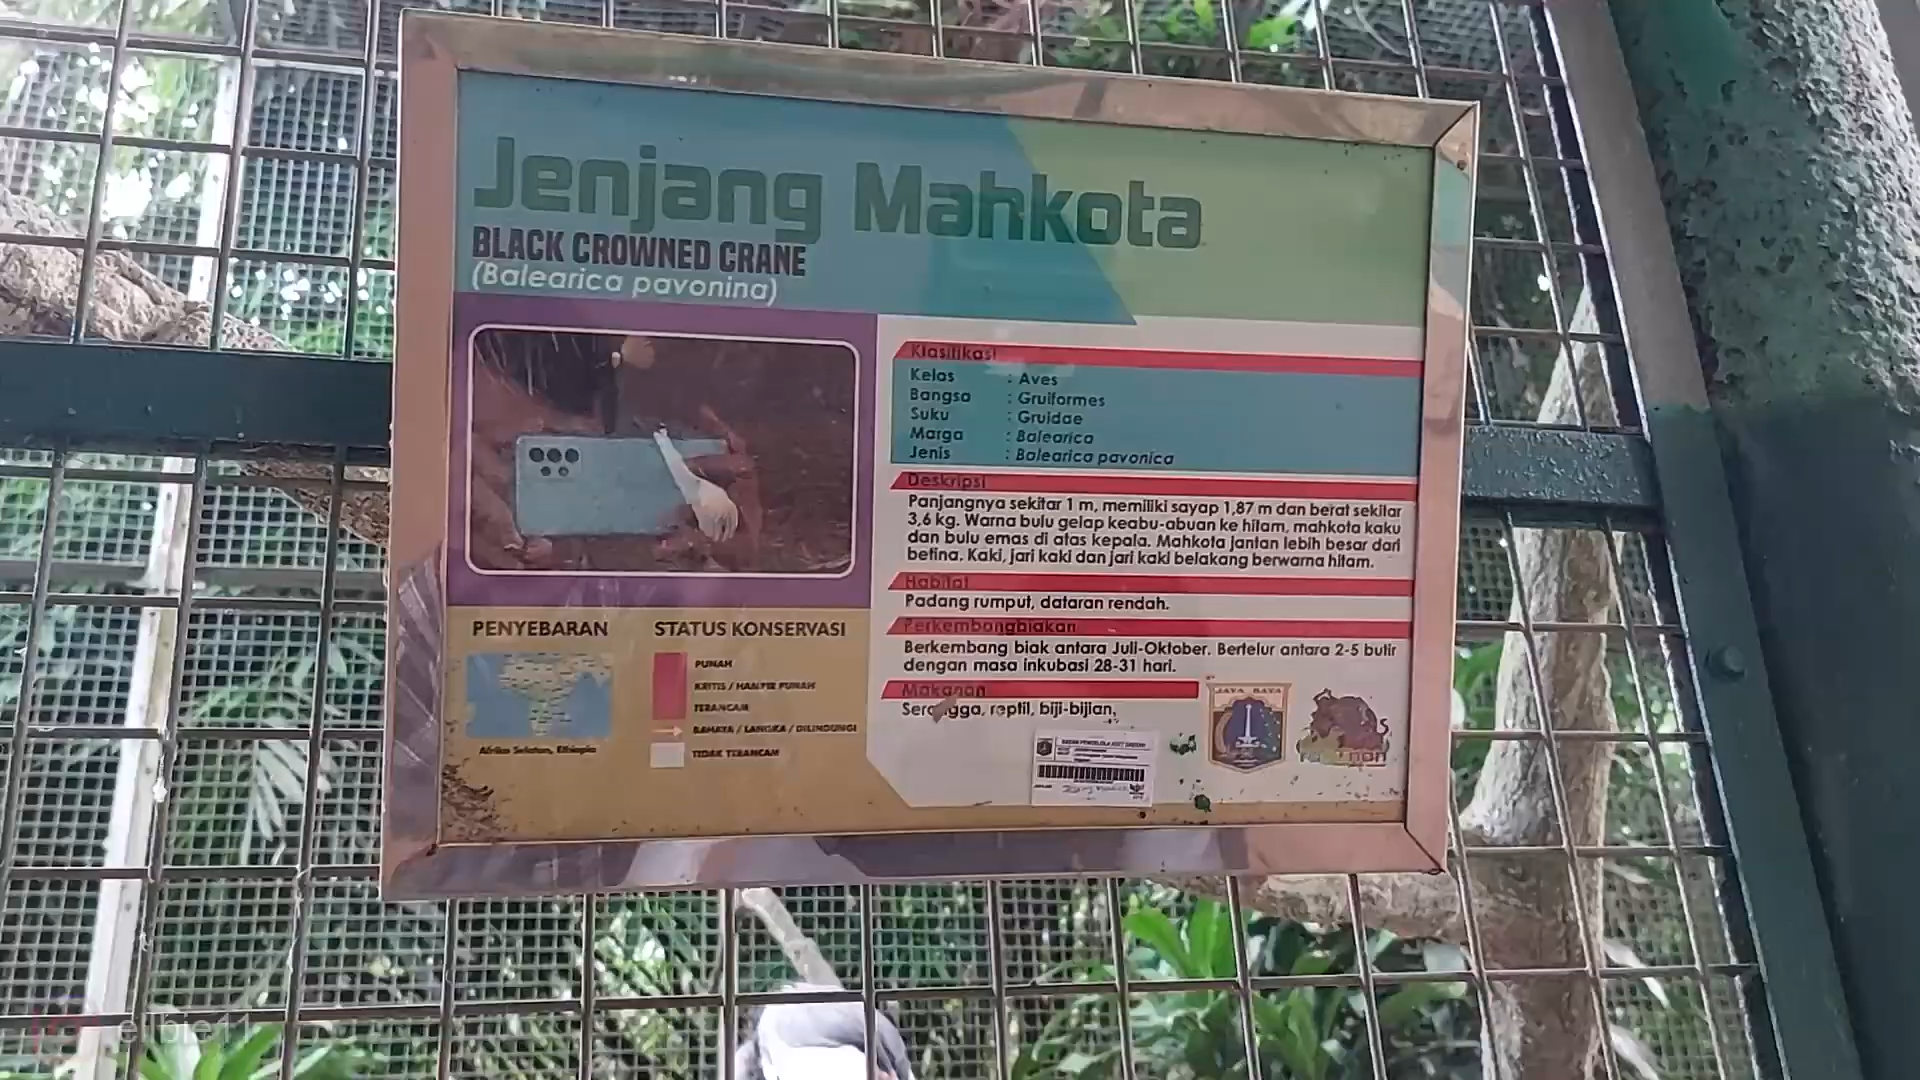 Jenjang Mahkota
BLACK CROWNED CRANE
(Balearica pavonina)
Klasifikasi
Kelas : Aves
Bangsa : Gruiformes
Suku : Gruidae
Marga : Balearica
Jenis : Balearica pavonica
Deskripsi
Panjangnya sekitar 1 m, memiliki sayap 1,87 m dan berat sekitar
3,6 kg. Warna bulu gelap keabu-abuan ke hitam, mahkota kaku
dan bulu emas di atas kepala. Mahkota jantan lebih besar dari
betina. Kaki, jari kaki dan jari kaki belakang berwarna hitam.
Habitat
Padang rumput, dataran rendah.
Perkembangbiakan
Berkembang biak antara Juli-Oktober. Bertelur antara 2-5 butir
dengan masa inkubasi 28-31 hari.
Makanan
Serangga, reptil, biji-bijian,
PENYEBARAN
Afrika Selatan, Ethiopia
STATUS KONSERVASI
PUNAH
KRITIS / HAMPIR PUNAH
TERANCAM
BAHAYA / LANGKA / DILINDUNGI
TIDAK TERANCAM
JAYA RAYA
ellbie11